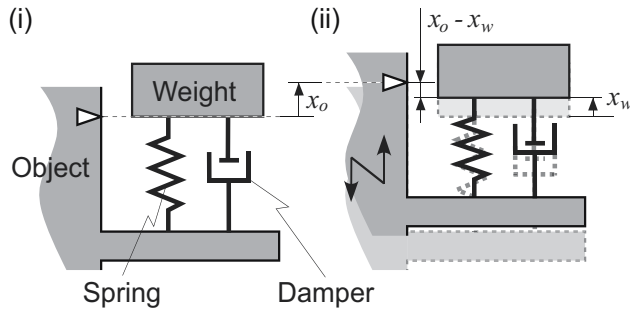 (i)
(ii)
x_o - x_w
Weight
x_o
x_w
Object
Spring
Damper